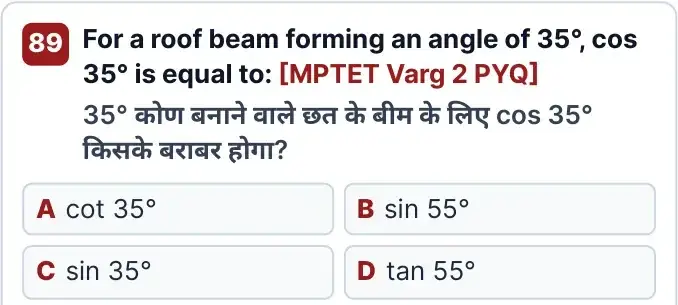 89 For a roof beam forming an angle of 35°, cos
35° is equal to: [MPTET Varg 2 PYQ]
35° कोण बनाने वाले छत के बीम के लिए cos 35°
किसके बराबर होगा?
A cot 35°
B sin 55°
C sin 35°
D tan 55°